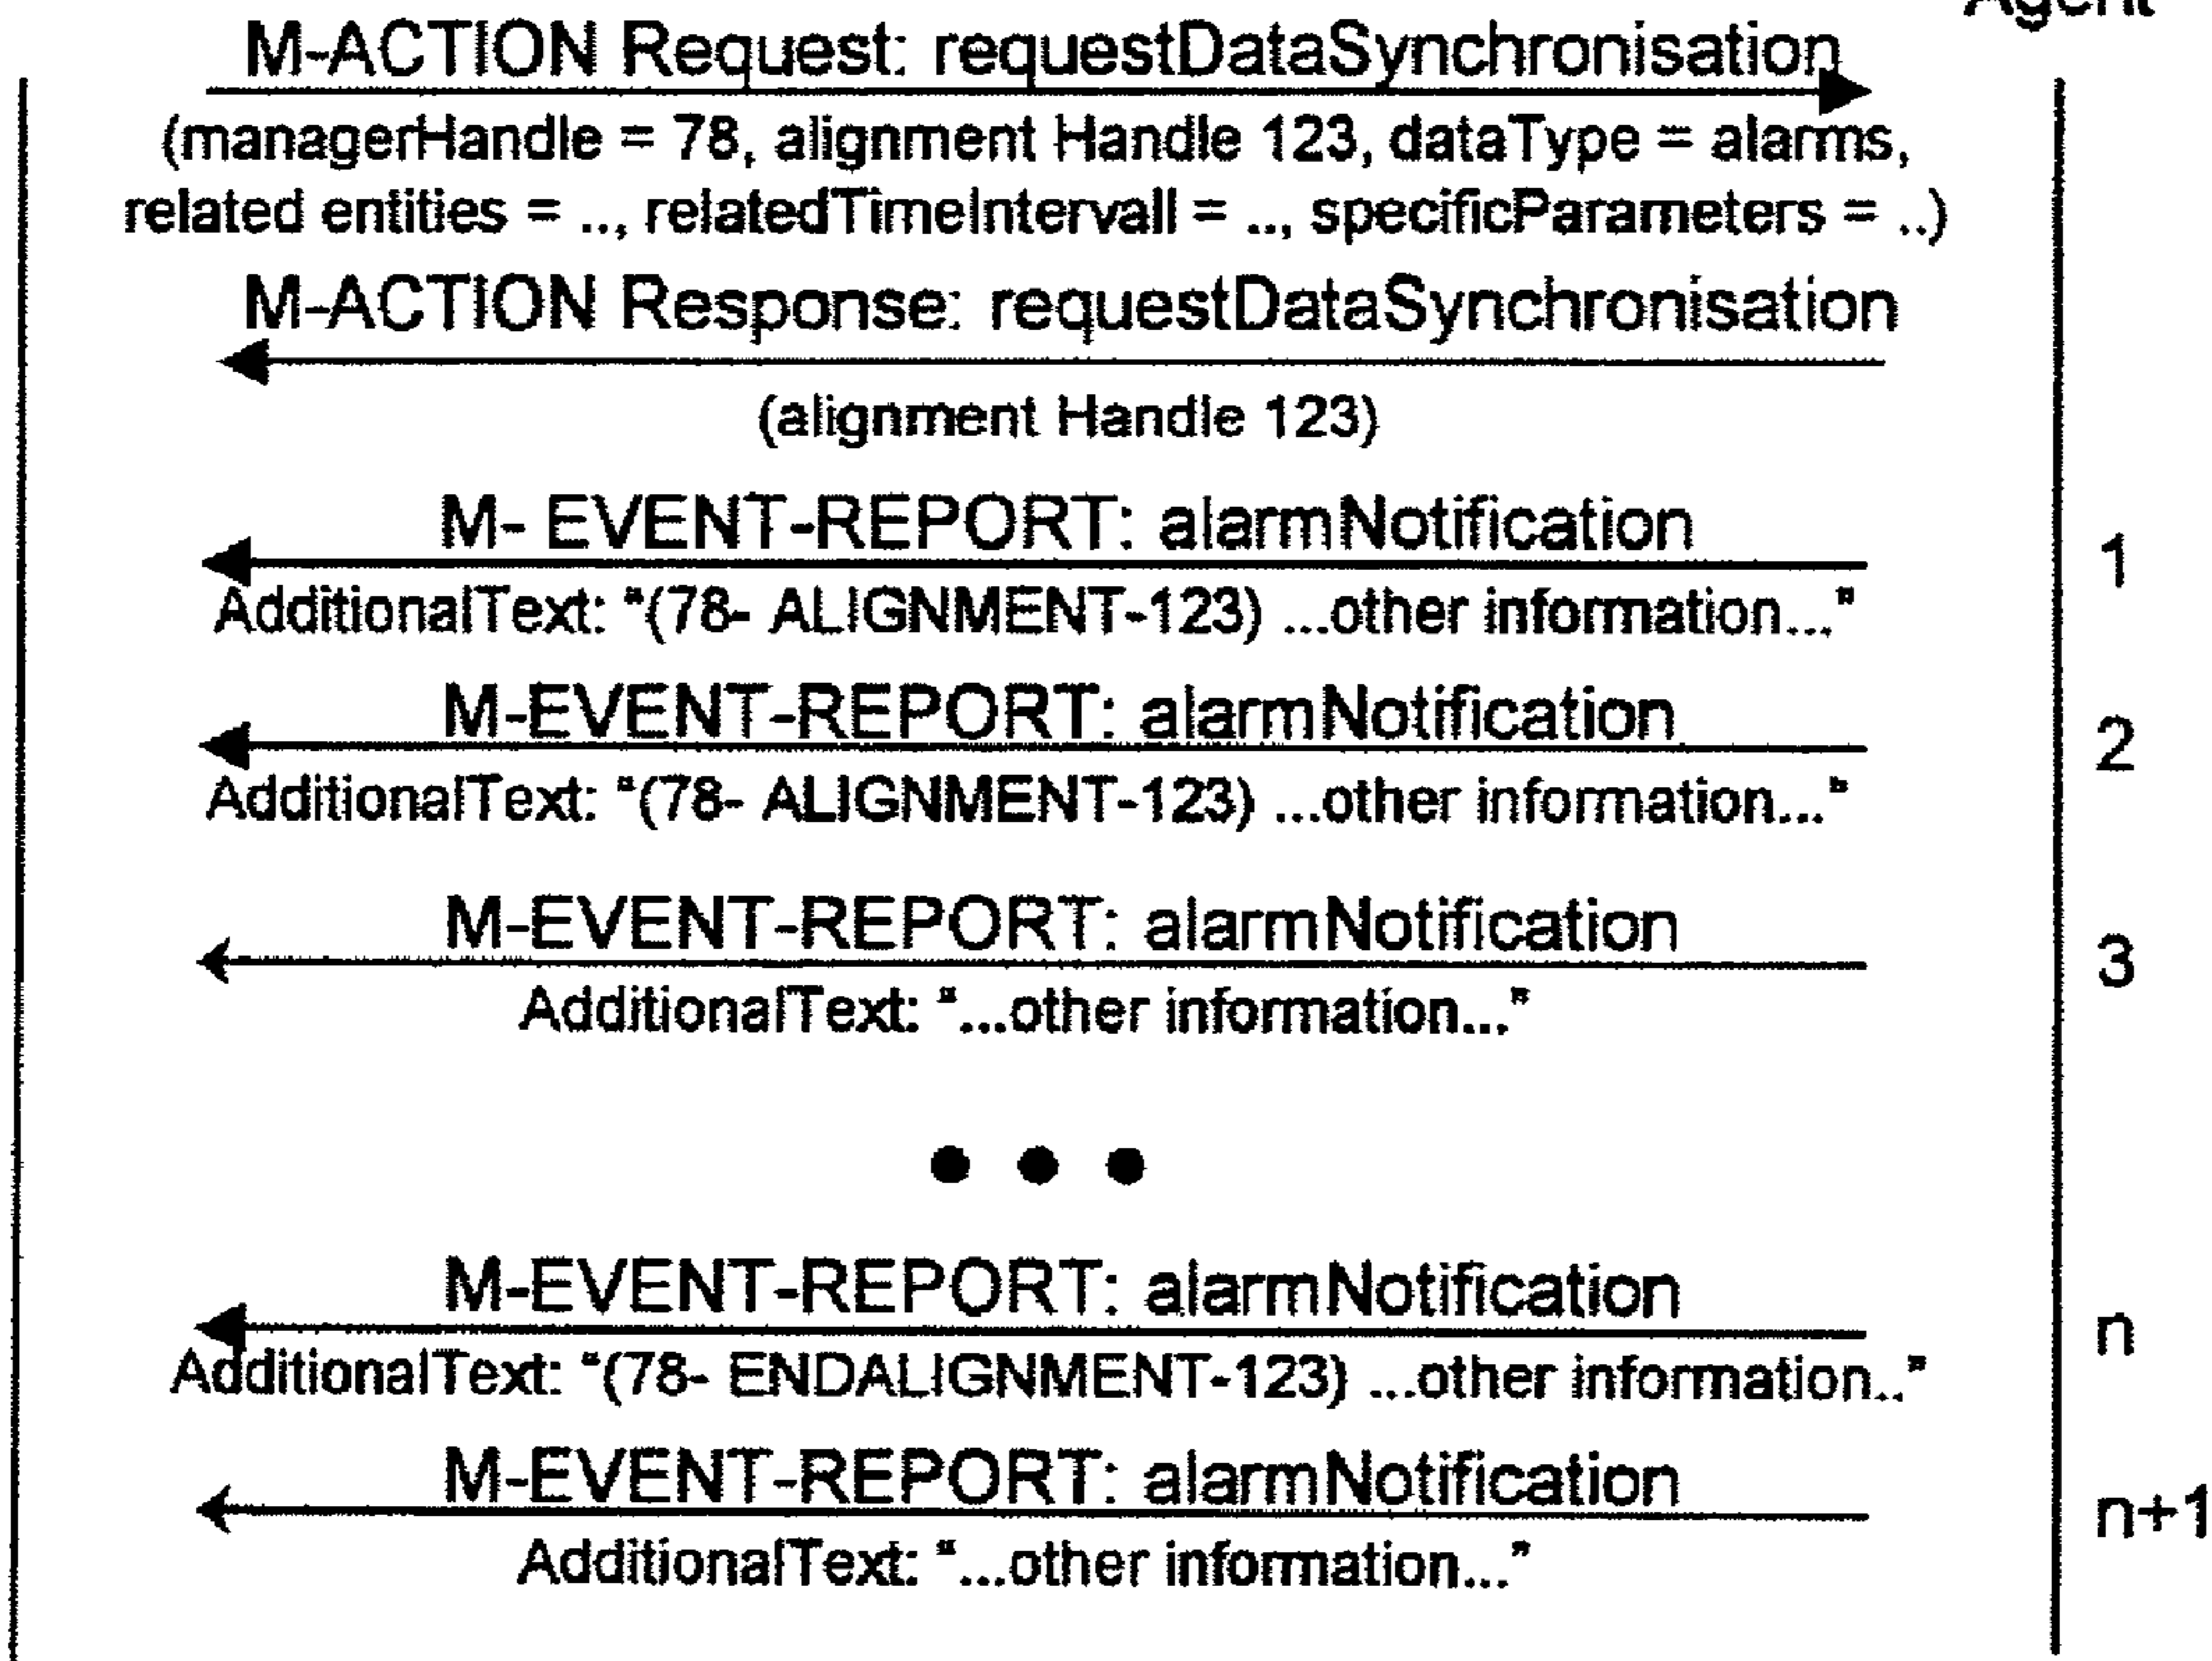 Agent
M-ACTION Request: requestDataSynchronisation
(managerHandle = 78, alignment Handle 123, dataType = alarms,
related entities = .., relatedTimeIntervall = .., specificParameters = ..)
M-ACTION Response: requestDataSynchronisation
(alignment Handle 123)
M- EVENT-REPORT: alarmNotification
1
AdditionalText: "(78- ALIGNMENT-123) ...other information..."
M-EVENT-REPORT: alarmNotification
2
AdditionalText: "(78- ALIGNMENT-123) ...other information..."
M-EVENT-REPORT: alarmNotification
3
AdditionalText: "...other information..."
M-EVENT-REPORT: alarmNotification
n
AdditionalText: "(78- ENDALIGNMENT-123) ...other information.."
M-EVENT-REPORT: alarmNotification
n+1
AdditionalText: "...other information..."